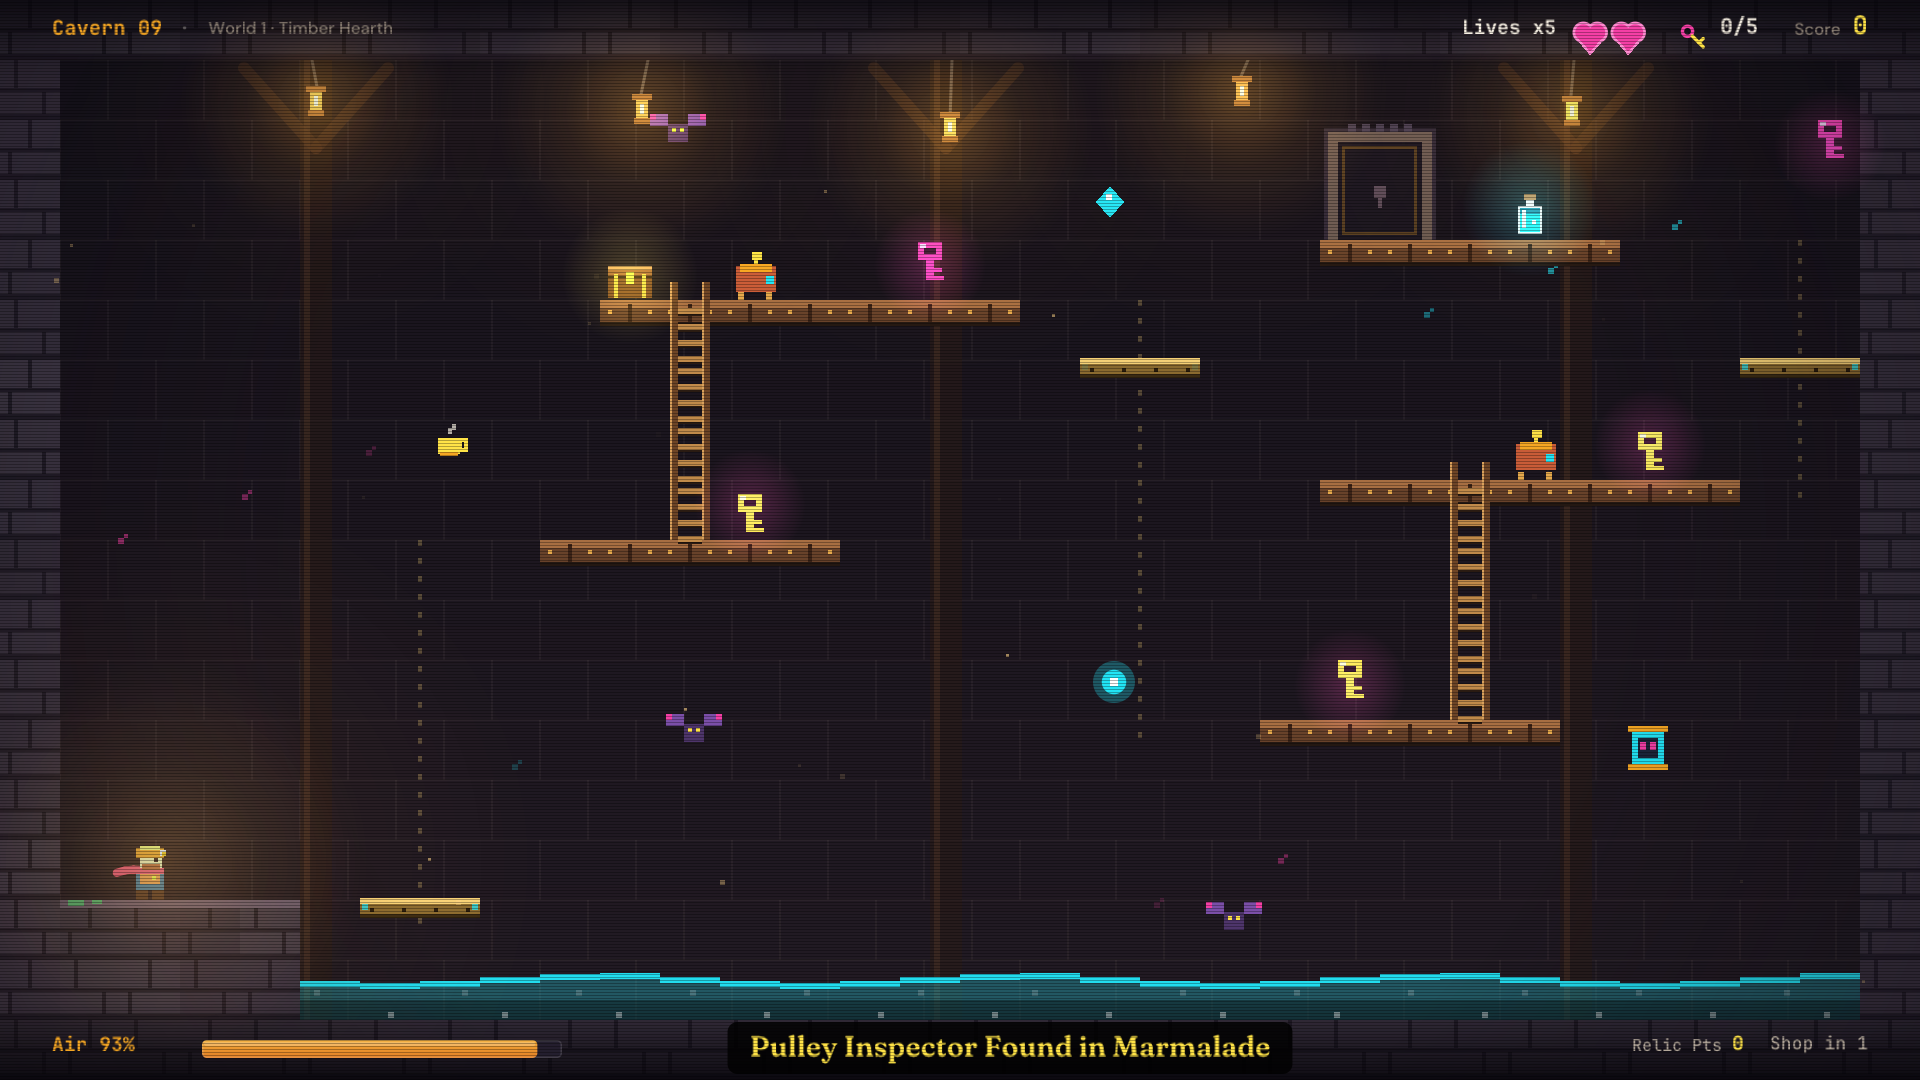 Cavern 09 · World 1 · Timber Hearth
Lives x5
0/5
Score 0
Air 93%
Pulley Inspector Found in Marmalade
Relic Pts 0
Shop in 1